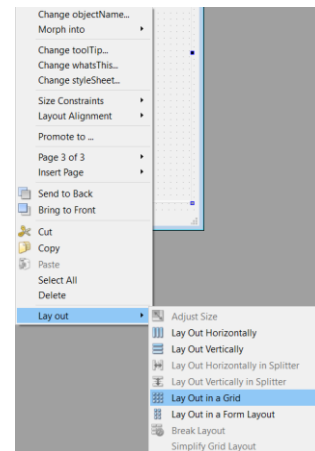 Change objectName...
Morph into
Change toolTip...
Change whatsThis...
Change styleSheet...
Size Constraints
Layout Alignment
Promote to ...
Page 3 of 3
Insert Page
Send to Back
Bring to Front
Cut
Copy
Paste
Select All
Delete
Lay out
Adjust Size
Lay Out Horizontally
Lay Out Vertically
Lay Out Horizontally in Splitter
Lay Out Vertically in Splitter
Lay Out in a Grid
Lay Out in a Form Layout
Break Layout
Simplify Grid Layout